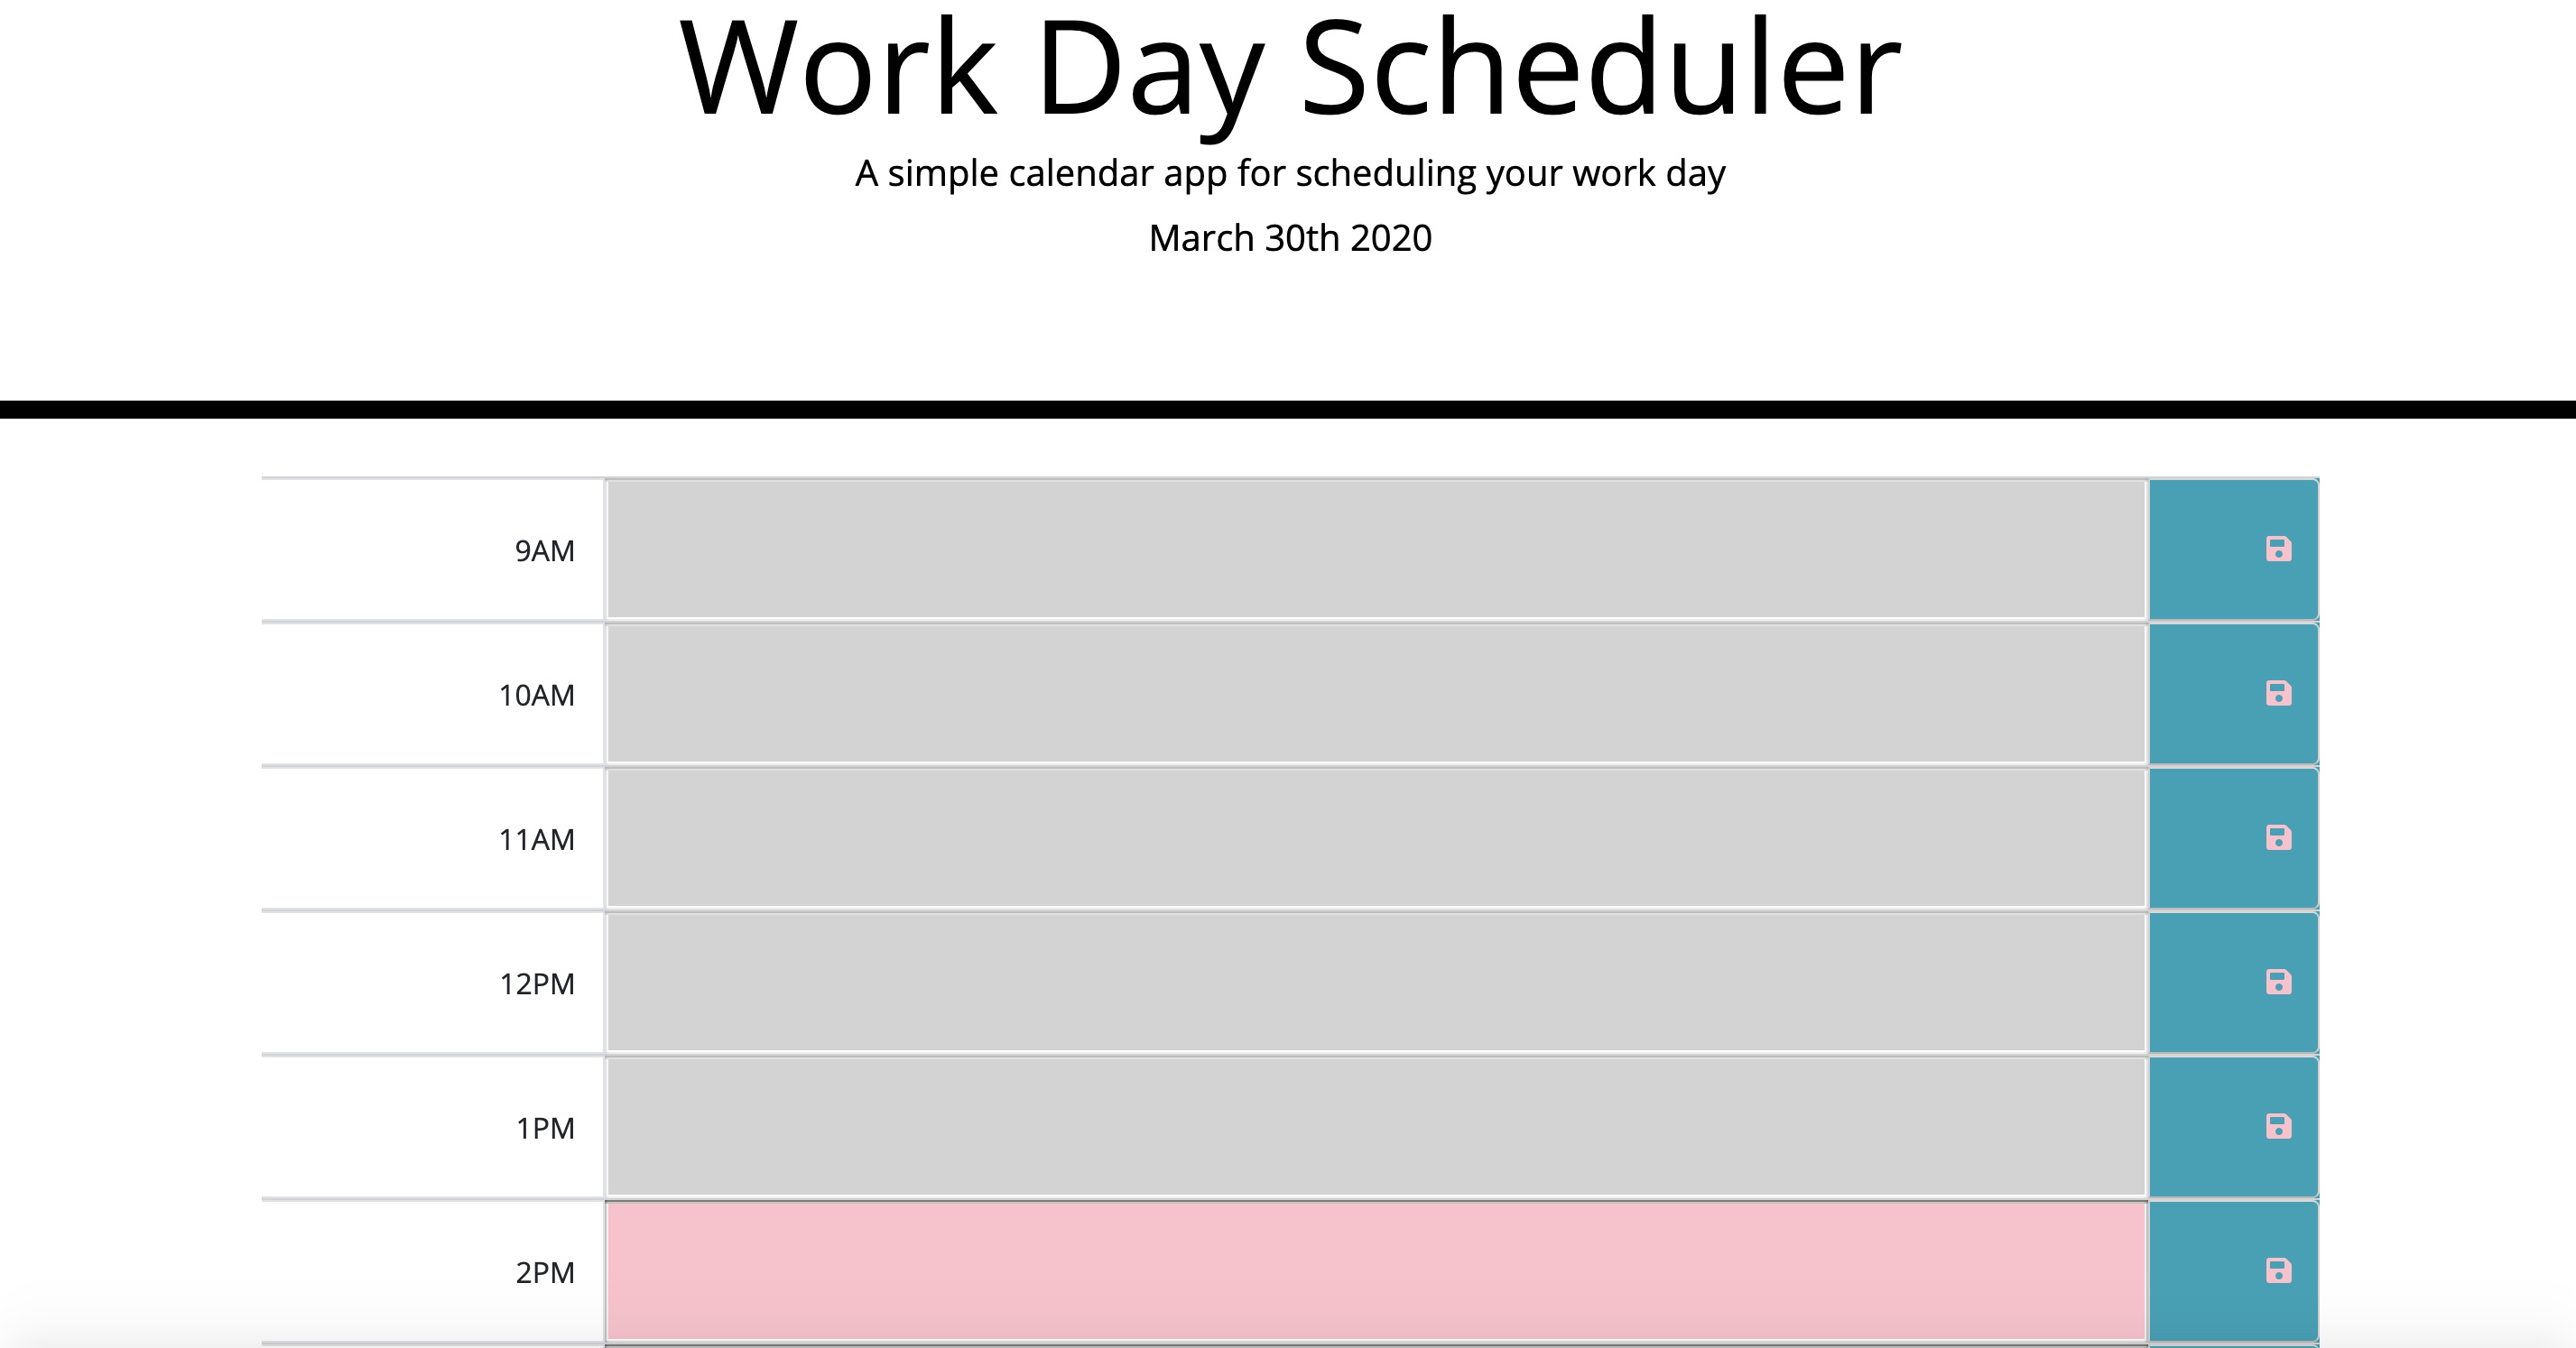 Work Day Scheduler
A simple calendar app for scheduling your work day
March 30th 2020
9AM
10AM
11AM
12PM
1PM
2PM